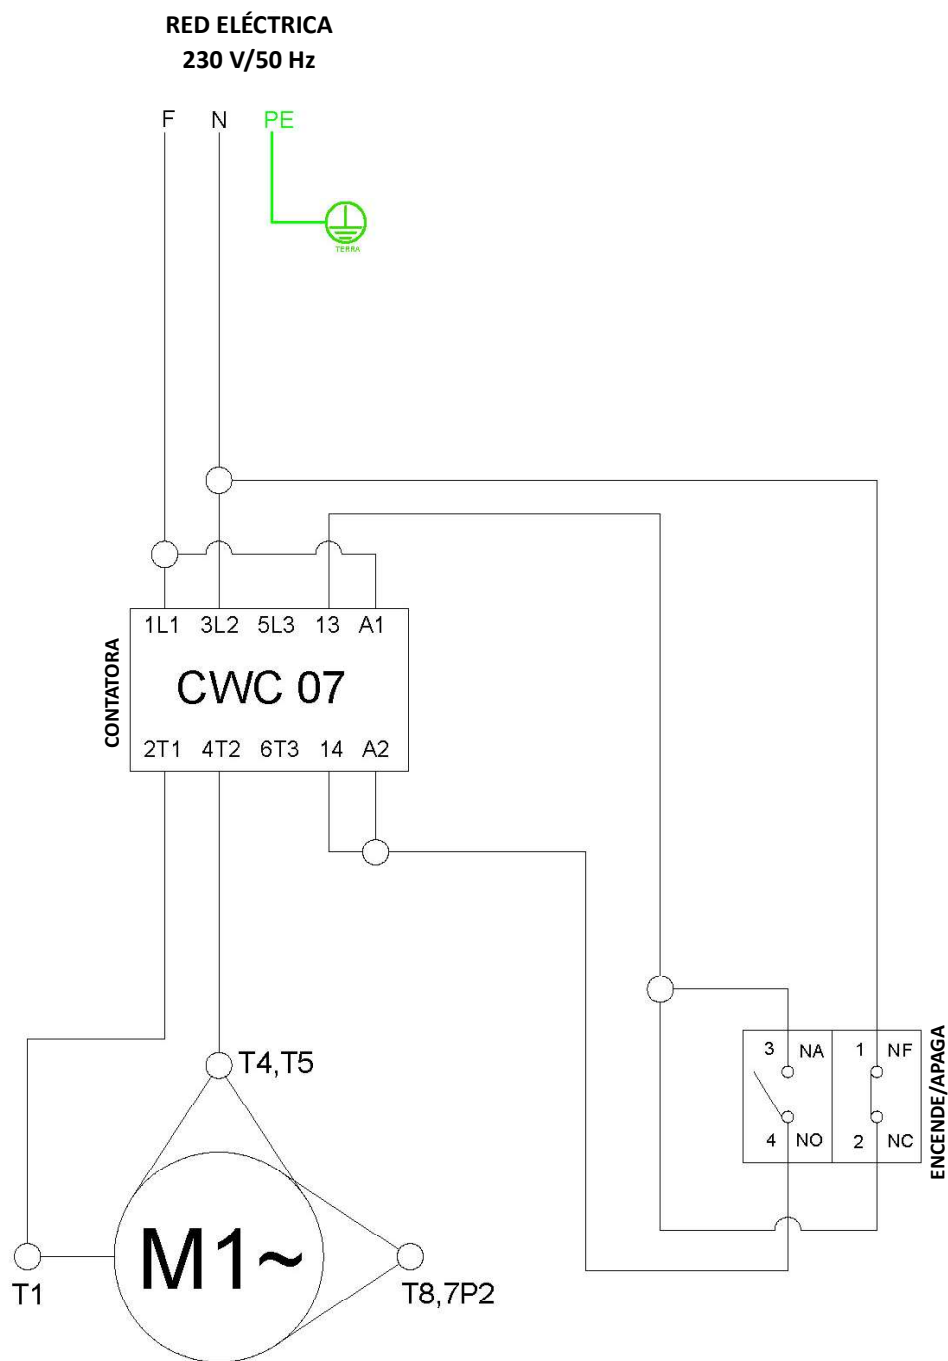 RED ELÉCTRICA
230 V/50 Hz
F N PE
TERRA
1L1 3L2 5L3 13 A1
CONTATORA
CWC 07
2T1 4T2 6T3 14 A2
T4,T5
3 NA 1 NF
4 NO 2 NC
ENCENDE/APAGA
M1~
T1
T8,7P2